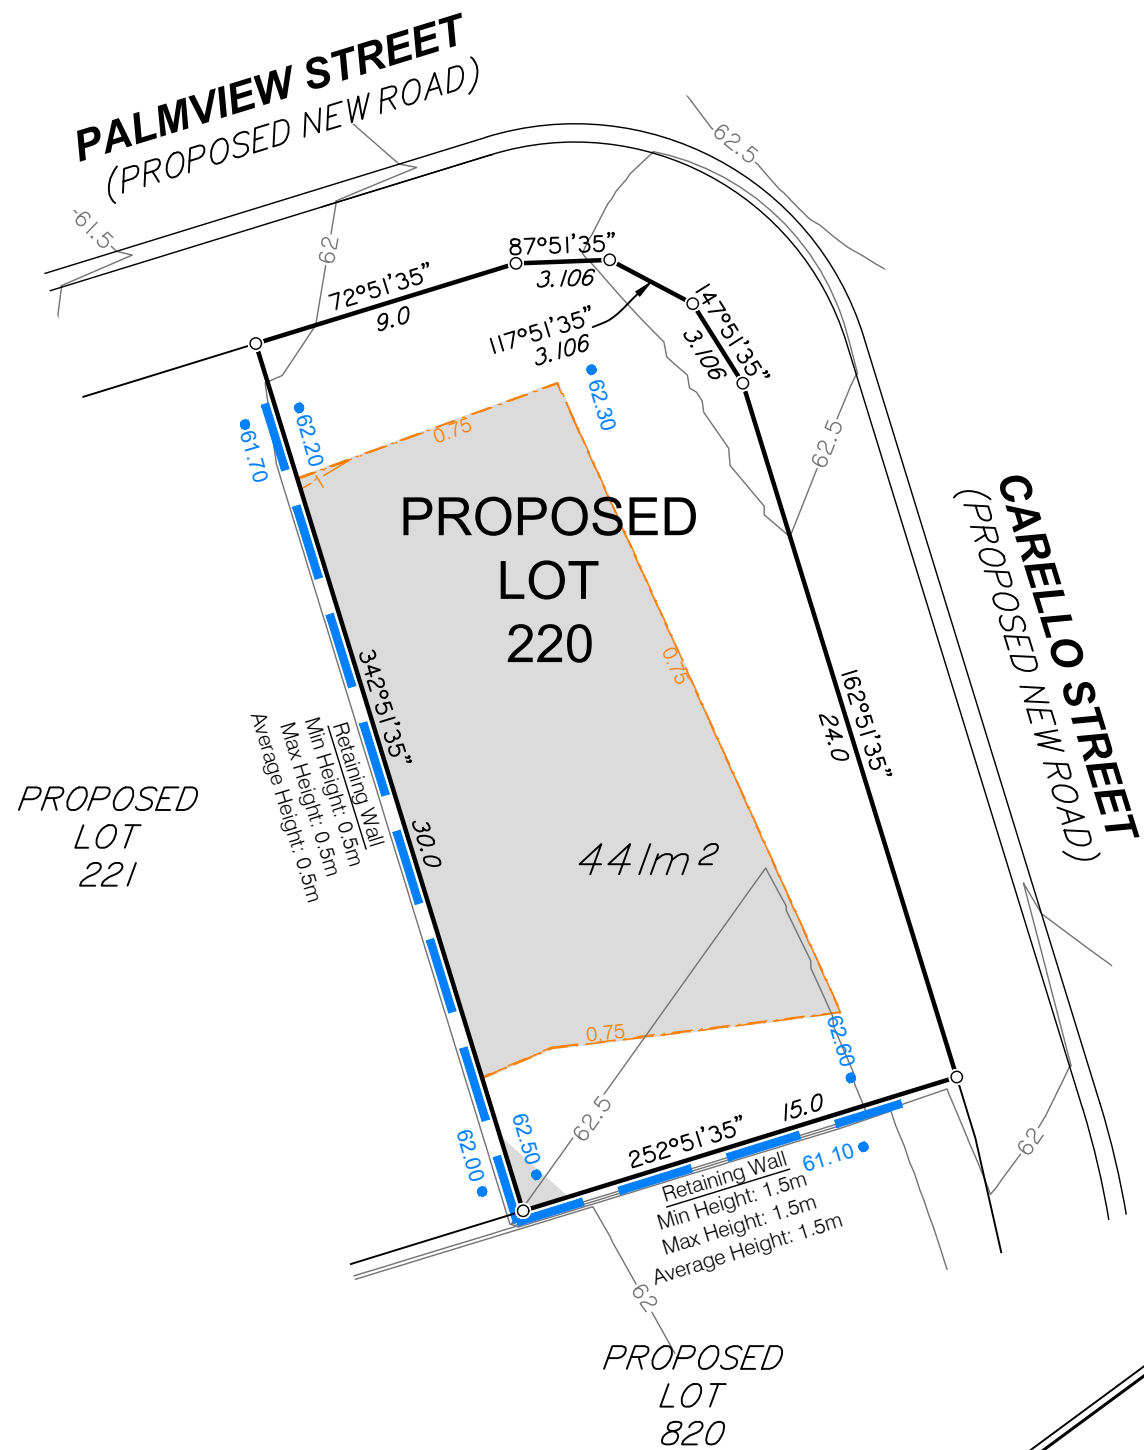 PALMVIEW STREET
(PROPOSED NEW ROAD)
62.5
61.5
62
72°51'35"
9.0
87°51'35"
3.106
117°51'35"
3.106
147°51'35"
3.106
62.30
62.20
61.70
0.75
62.5
PROPOSED
LOT
220
CARELLO STREET
(PROPOSED NEW ROAD)
0.75
162°51'35"
24.0
342°51'35"
30.0
Retaining Wall
Min Height: 0.5m
Max Height: 0.5m
Average Height: 0.5m
PROPOSED
LOT
221
441m²
0.75
62.60
62.5
62.50
62.00
252°51'35"
15.0
61.10
62
Retaining Wall
Min Height: 1.5m
Max Height: 1.5m
Average Height: 1.5m
62
PROPOSED
LOT
820